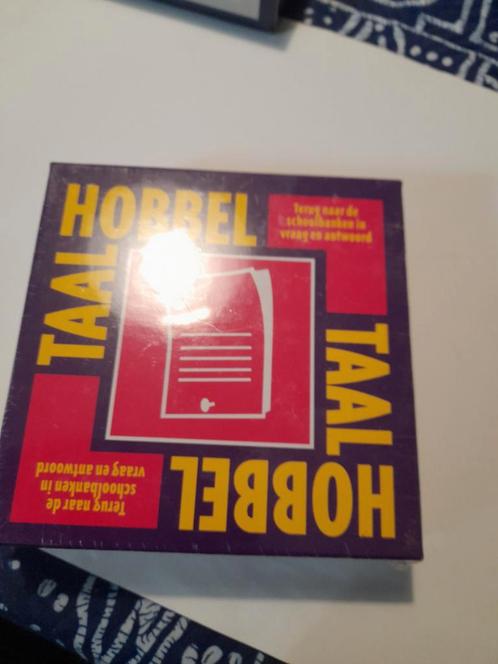 TAAL
HOBBEL
Terug naar de
schoolbanken in
vraag en antwoord
TAAL
HOBBEL
Terug naar de
schoolbanken in
vraag en antwoord